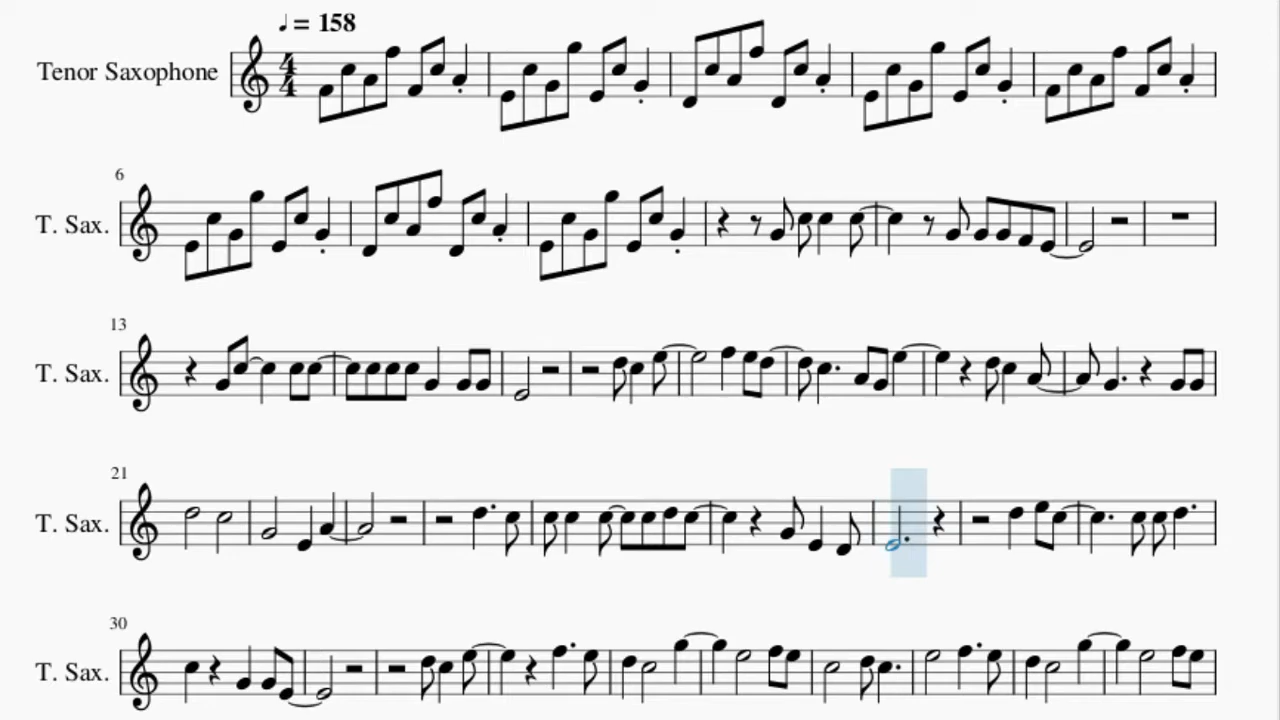 ♩ = 158
Tenor Saxophone
4
4
6
T. Sax.
13
T. Sax.
21
T. Sax.
30
T. Sax.